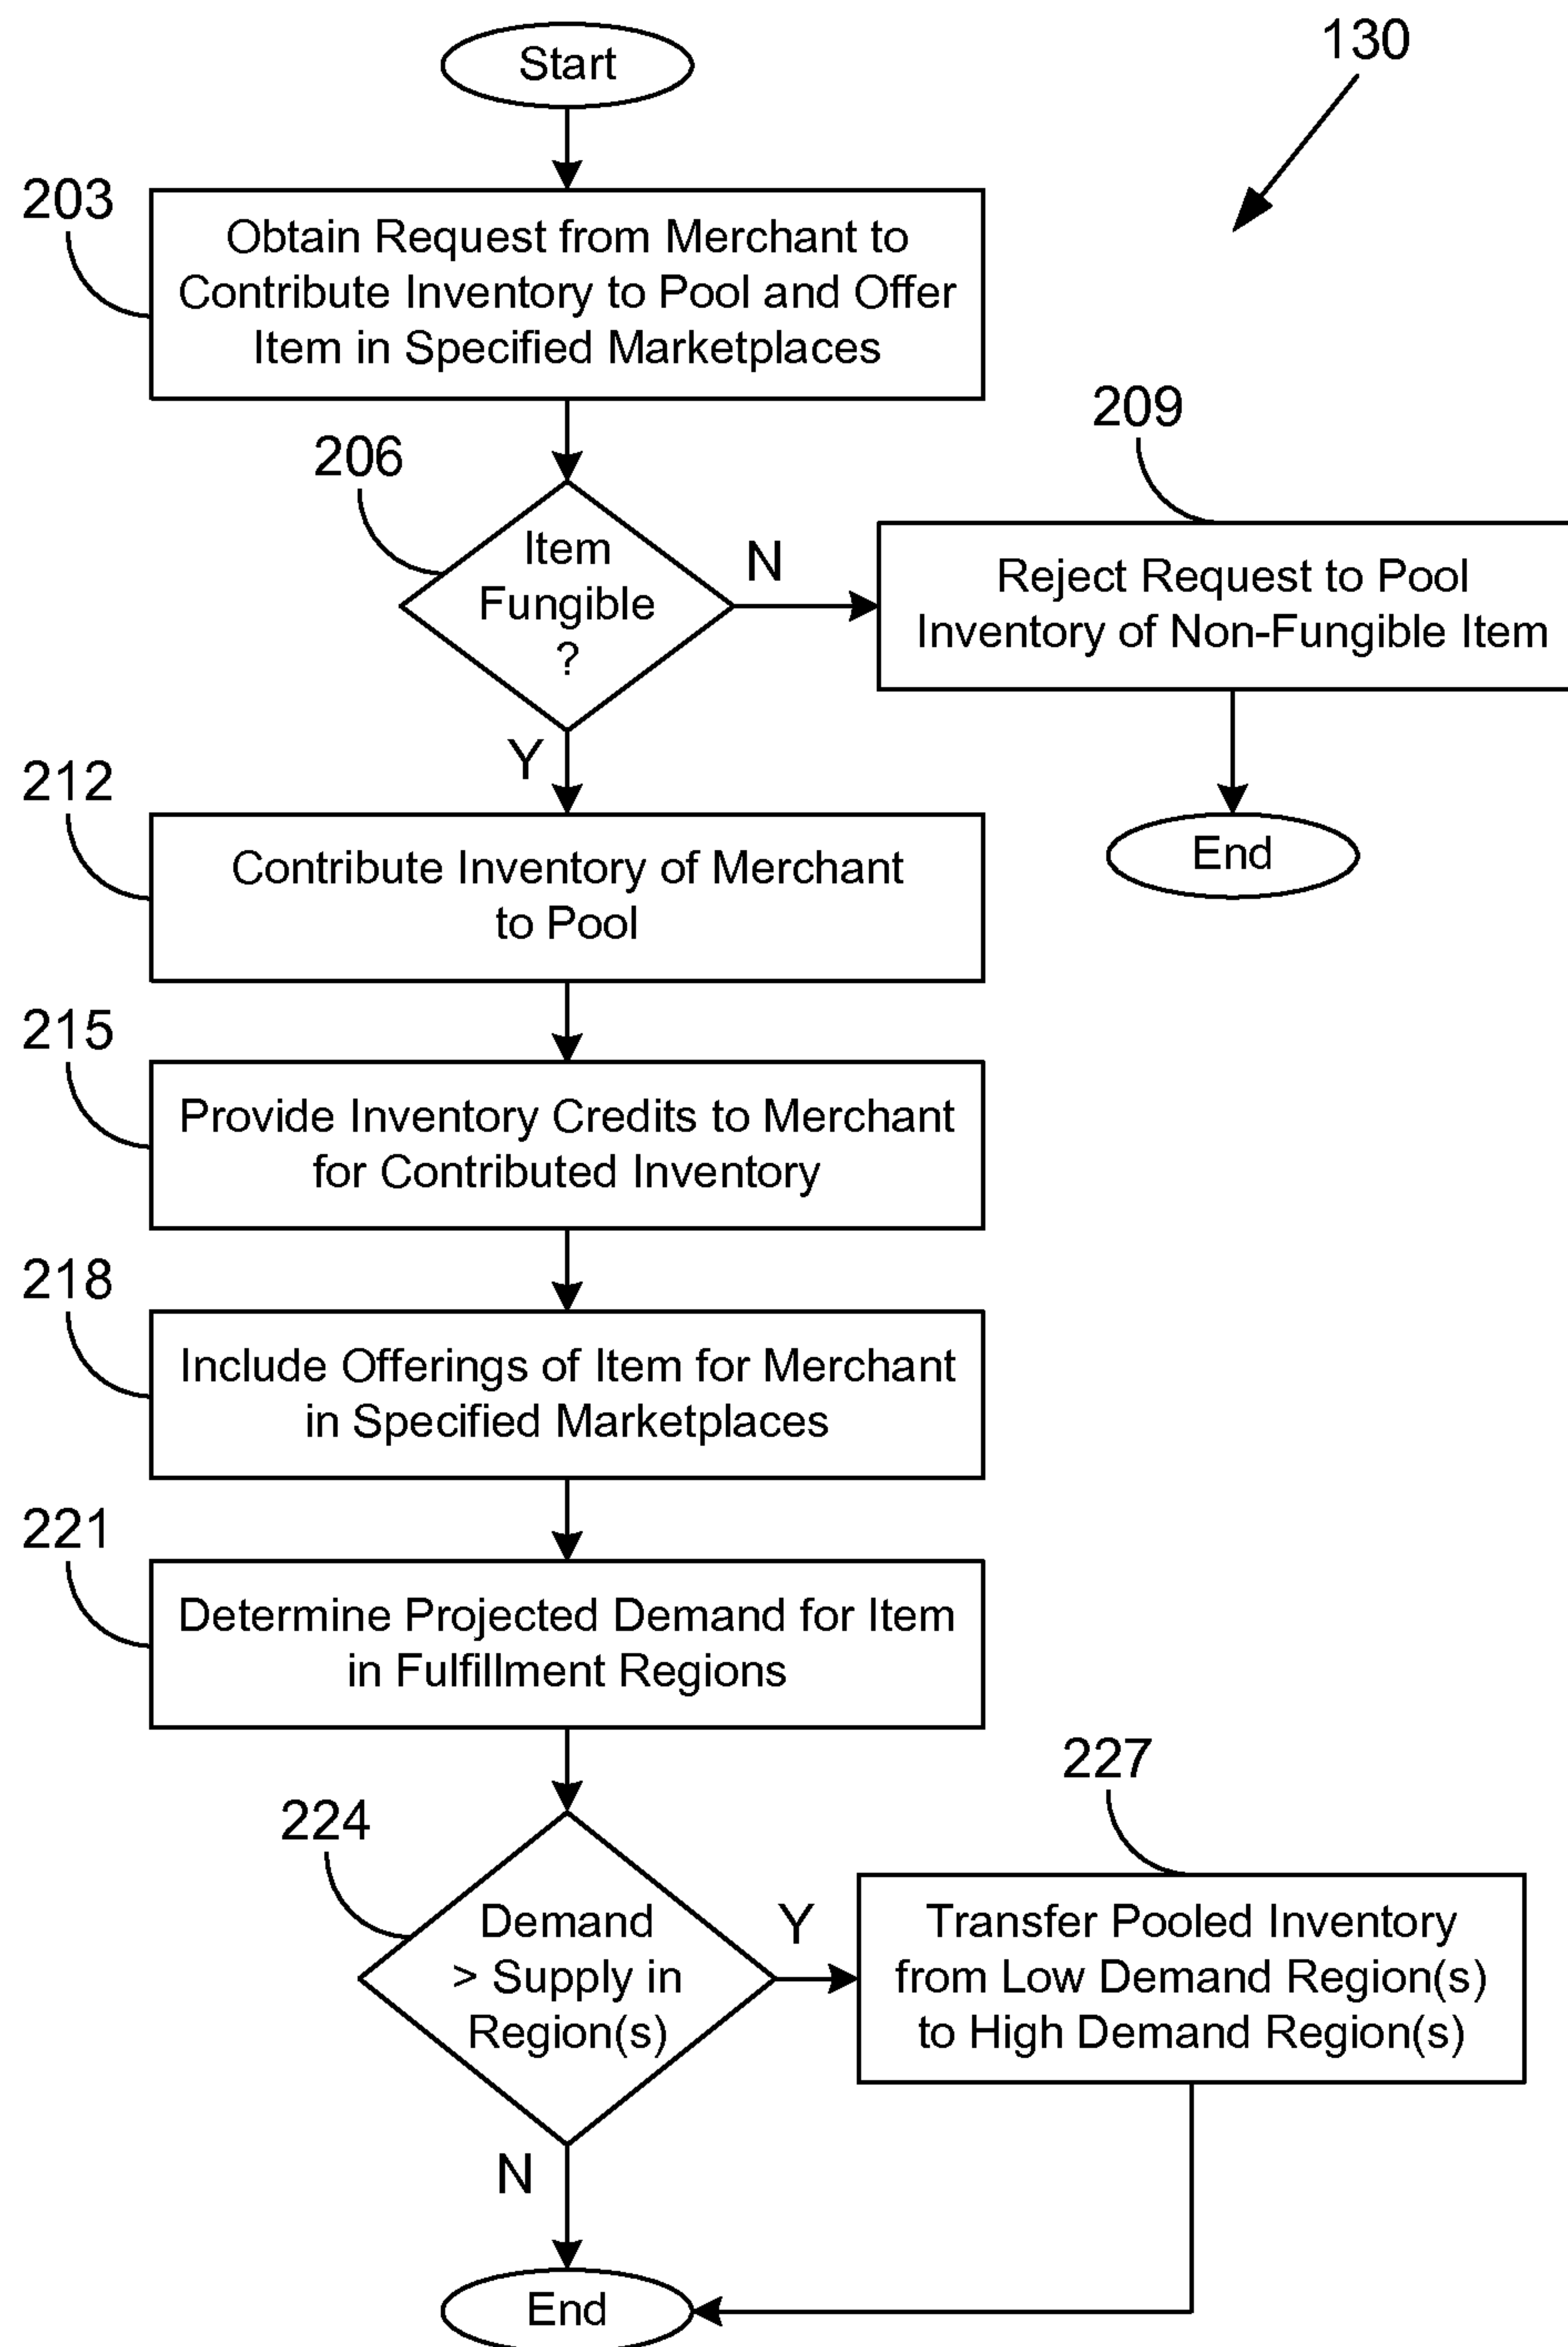 130
Start
203
Obtain Request from Merchant to
Contribute Inventory to Pool and Offer
Item in Specified Marketplaces
206
Item
Fungible
?
N
209
Reject Request to Pool
Inventory of Non-Fungible Item
End
Y
212
Contribute Inventory of Merchant
to Pool
215
Provide Inventory Credits to Merchant
for Contributed Inventory
218
Include Offerings of Item for Merchant
in Specified Marketplaces
221
Determine Projected Demand for Item
in Fulfillment Regions
224
Demand
> Supply in
Region(s)
Y
227
Transfer Pooled Inventory
from Low Demand Region(s)
to High Demand Region(s)
N
End